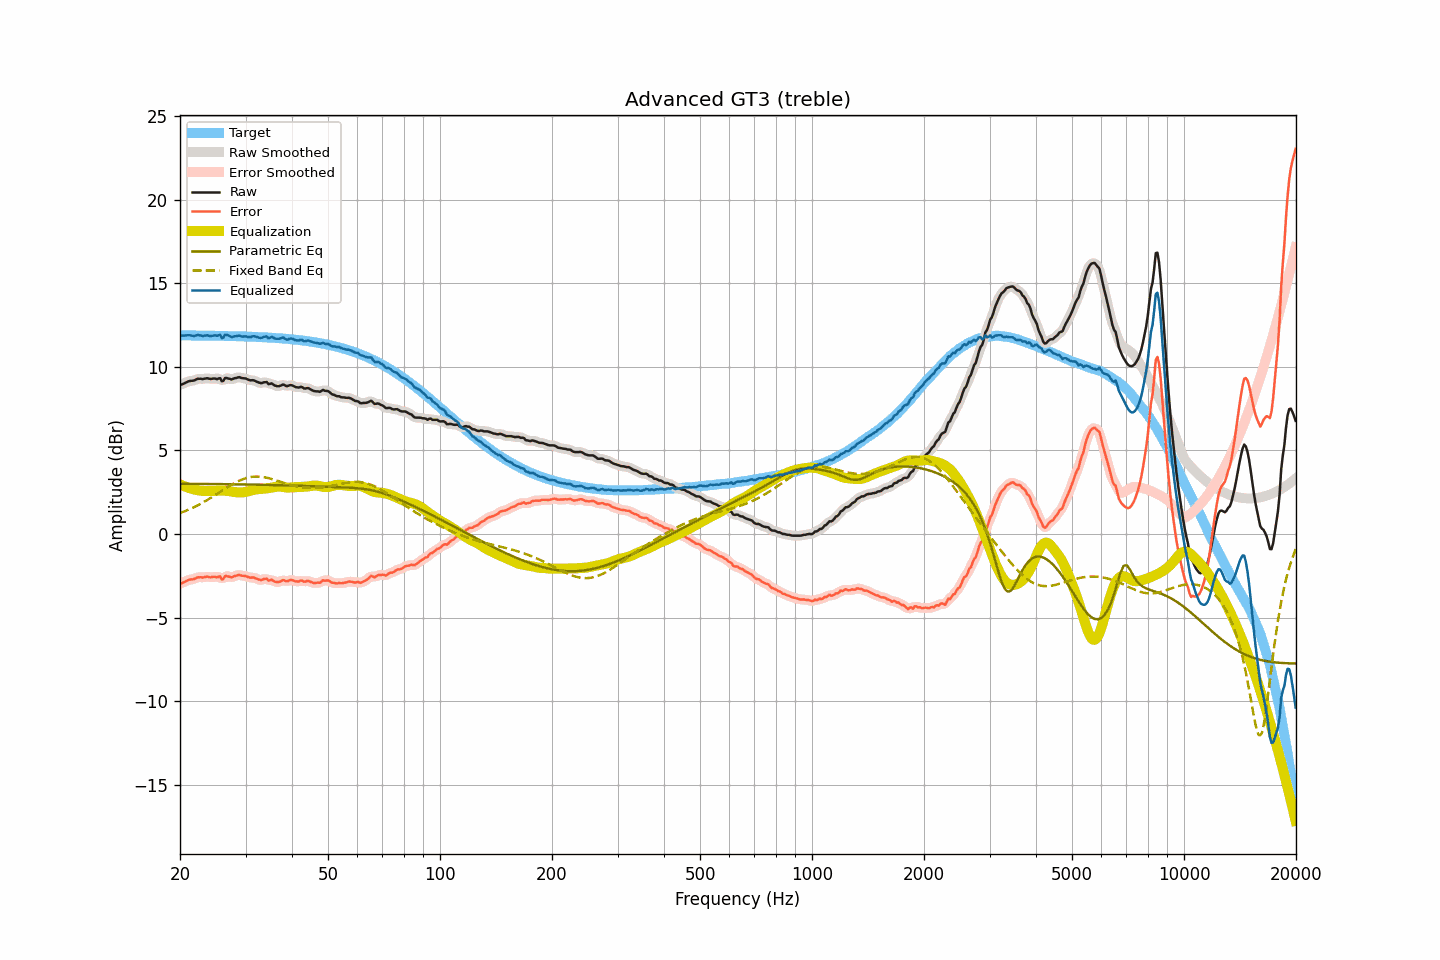 Advanced GT3 (treble)
25
20
15
10
5
0
−5
−10
−15
Amplitude (dBr)
Target
Raw Smoothed
Error Smoothed
Raw
Error
Equalization
Parametric Eq
Fixed Band Eq
Equalized
20 50 100 200 500 1000 2000 5000 10000 20000
Frequency (Hz)